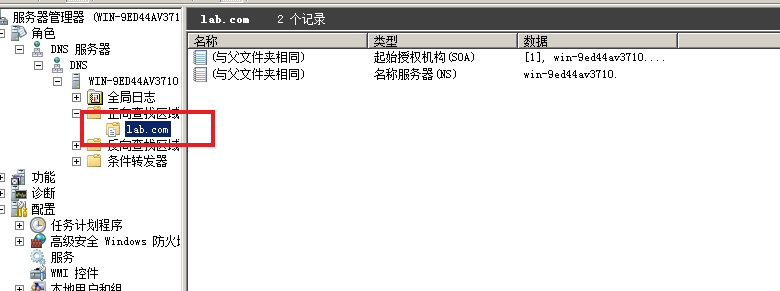 服务器管理器 (WIN-9ED44AV3710
角色
DNS 服务器
DNS
WIN-9ED44AV3710
全局日志
正向查找区域
lab.com
反向查找区域
条件转发器
功能
诊断
配置
任务计划程序
高级安全 Windows 防火墙
服务
WMI 控件
本地用户和组
lab.com 2 个记录
名称 类型 数据
(与父文件夹相同) 起始授权机构(SOA) [1], win-9ed44av3710....
(与父文件夹相同) 名称服务器(NS) win-9ed44av3710.